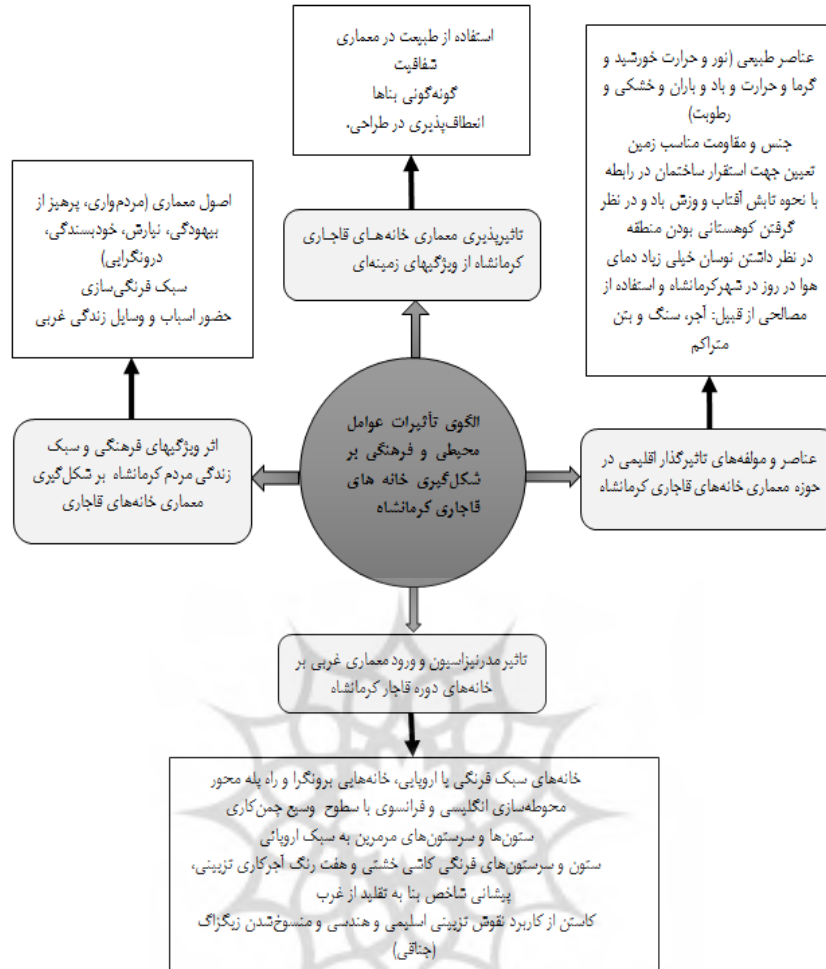 استفاده از طبیعت در معماری
شفافیت
گونه‌گونی بناها
انعطاف‌پذیری در طراحی.
عناصر طبیعی (نور و حرارت خورشید و
گرما و حرارت و باد و باران و خشکی و
رطوبت)
جنس و مقاومت مناسب زمین
تعیین جهت استقرار ساختمان در رابطه
با نحوه تابش آفتاب و وزش باد و در نظر
گرفتن کوهستانی بودن منطقه
در نظر داشتن نوسان خیلی زیاد دمای
هوا در روز در شهرکرمانشاه و استفاده از
مصالحی از قبیل: آجر، سنگ و بتن
متراکم
اصول معماری (مردم‌واری، پرهیز از
بیهودگی، نیارش، خودبسندگی،
درونگرایی)
سبک فرنگی‌سازی
حضور اسباب و وسایل زندگی غربی
تاثیرپذیری معماری خانه‌های قاجاری
کرمانشاه از ویژگیهای زمینه‌ای
الگوی تأثیرات عوامل
محیطی و فرهنگی بر
شکل‌گیری خانه های
قاجاری کرمانشاه
عناصر و مولفه‌های تاثیرگذار اقلیمی در
حوزه معماری خانه‌های قاجاری کرمانشاه
اثر ویژگیهای فرهنگی و سبک
زندگی مردم کرمانشاه بر شکل‌گیری
معماری خانه‌های قاجاری
تاثیر مدرنیزاسیون و ورود معماری غربی بر
خانه‌های دوره قاجار کرمانشاه
خانه‌های سبک فرنگی یا اروپایی، خانه‌هایی برونگرا و راه پله محور
محوطه‌سازی انگلیسی و فرانسوی با سطوح وسیع چمن‌کاری
ستون‌ها و سرستون‌های مرمرین به سبک اروپائی
ستون و سرستون‌های فرنگی کاشی خشتی و هفت رنگ آجرکاری تزیینی،
پیشانی شاخص بنا به تقلید از غرب
کاستن از کاربرد نقوش تزیینی اسلیمی و هندسی و منسوخ‌شدن زیگزاگ
(جناقی)